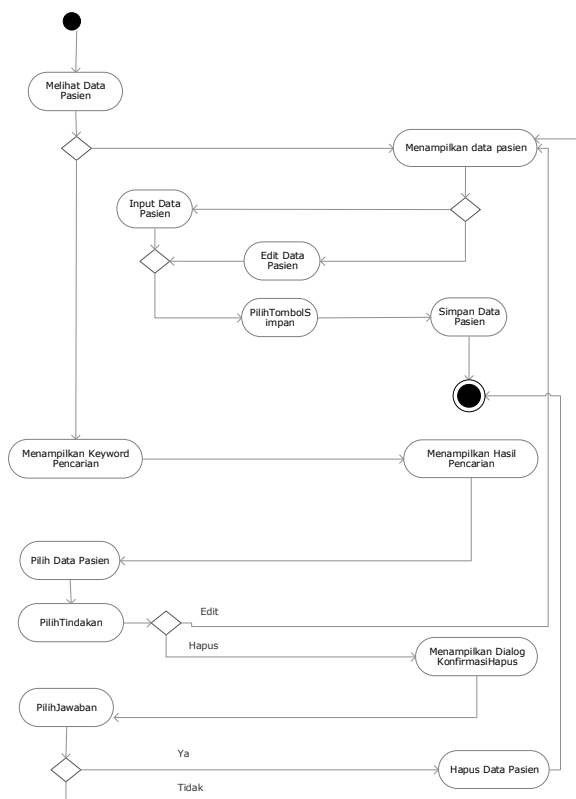 Melihat Data
Pasien
Menampilkan data pasien
Input Data
Pasien
Edit Data
Pasien
PilihTombolS
impan
Simpan Data
Pasien
Menampilkan Keyword
Pencarian
Menampilkan Hasil
Pencarian
Pilih Data Pasien
PilihTindakan
Edit
Hapus
Menampilkan Dialog
KonfirmasiHapus
PilihJawaban
Ya
Hapus Data Pasien
Tidak